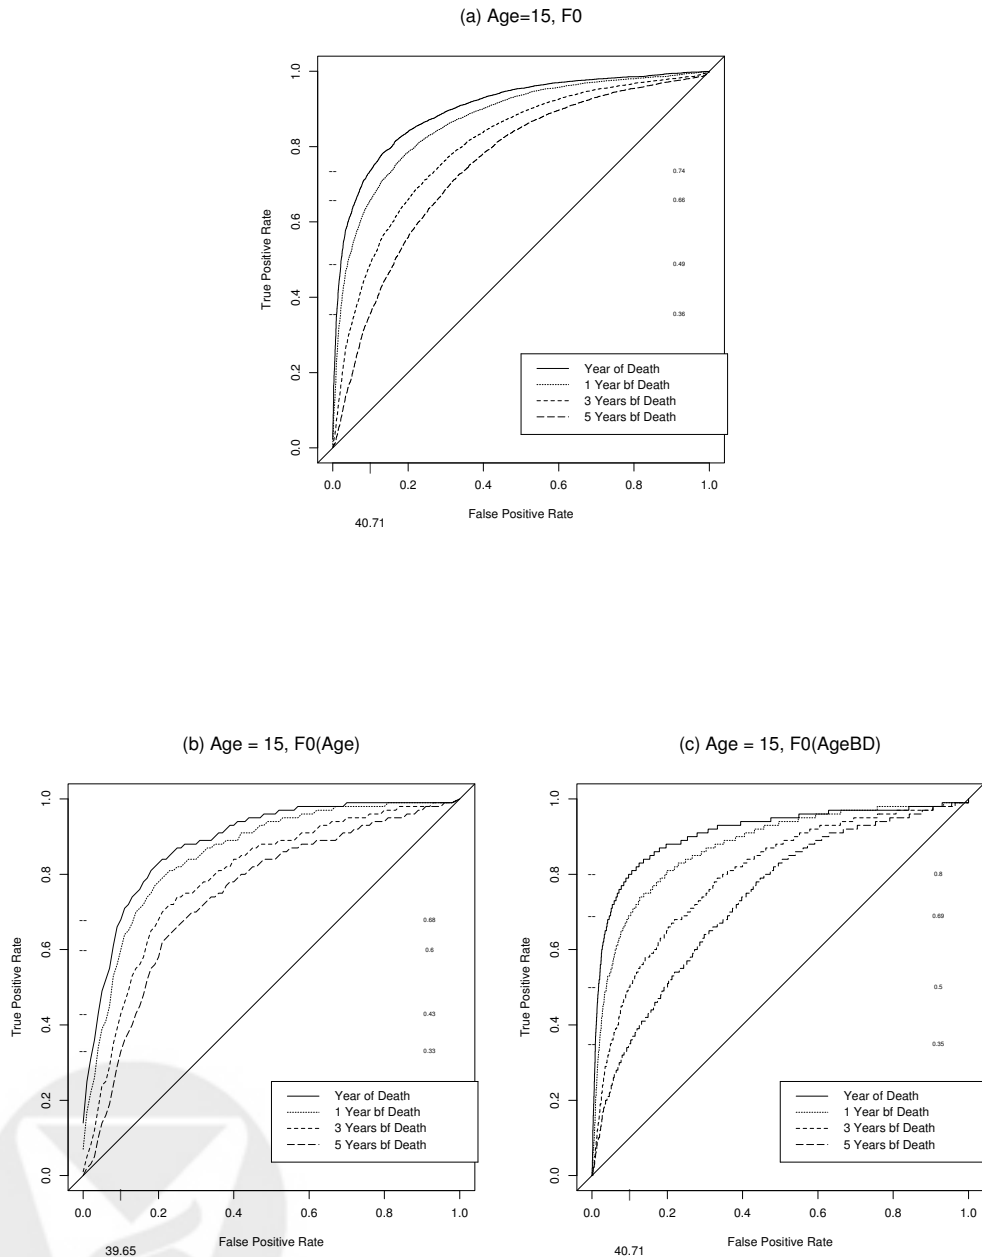 (a) Age=15, F0
1.0
0.8
0.6
0.4
0.2
0.0
True Positive Rate
--
--
--
--
0.74
0.66
0.49
0.36
Year of Death
1 Year bf Death
3 Years bf Death
5 Years bf Death
0.0 0.2 0.4 0.6 0.8 1.0
False Positive Rate
40.71
(b) Age = 15, F0(Age)
1.0
0.8
0.6
0.4
0.2
0.0
True Positive Rate
--
--
--
--
0.68
0.6
0.43
0.33
Year of Death
1 Year bf Death
3 Years bf Death
5 Years bf Death
0.0 0.2 0.4 0.6 0.8 1.0
False Positive Rate
39.65
(c) Age = 15, F0(AgeBD)
1.0
0.8
0.6
0.4
0.2
0.0
True Positive Rate
--
--
--
--
0.8
0.69
0.5
0.35
Year of Death
1 Year bf Death
3 Years bf Death
5 Years bf Death
0.0 0.2 0.4 0.6 0.8 1.0
False Positive Rate
40.71